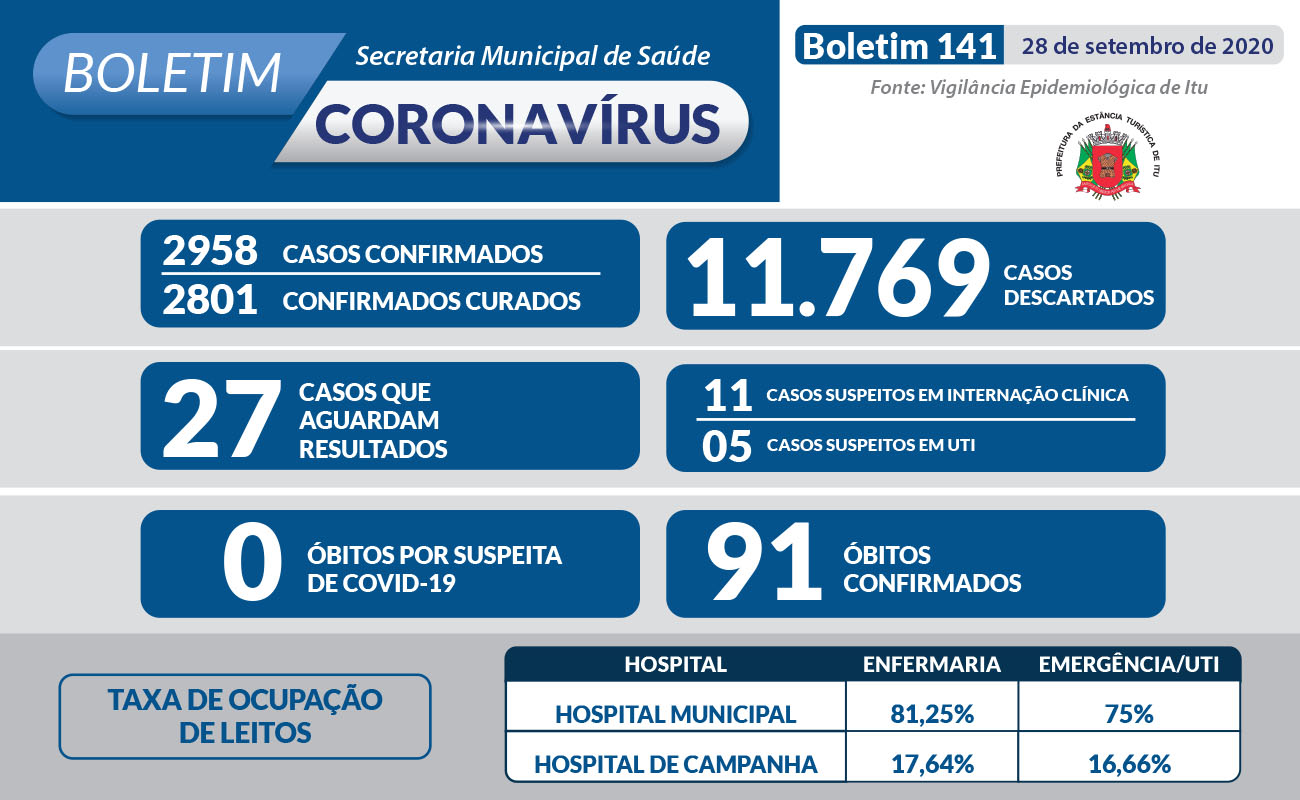 BOLETIM
Secretaria Municipal de Saúde
CORONAVÍRUS
Boletim 141
28 de setembro de 2020
Fonte: Vigilância Epidemiológica de Itu
PREFEITURA DA ESTÂNCIA TURÍSTICA DE ITU
2958 CASOS CONFIRMADOS
2801 CONFIRMADOS CURADOS
11.769 CASOS
DESCARTADOS
27 CASOS QUE
AGUARDAM
RESULTADOS
11 CASOS SUSPEITOS EM INTERNAÇÃO CLÍNICA
05 CASOS SUSPEITOS EM UTI
0 ÓBITOS POR SUSPEITA
DE COVID-19
91 ÓBITOS
CONFIRMADOS
TAXA DE OCUPAÇÃO
DE LEITOS
HOSPITAL ENFERMARIA EMERGÊNCIA/UTI
HOSPITAL MUNICIPAL 81,25% 75%
HOSPITAL DE CAMPANHA 17,64% 16,66%